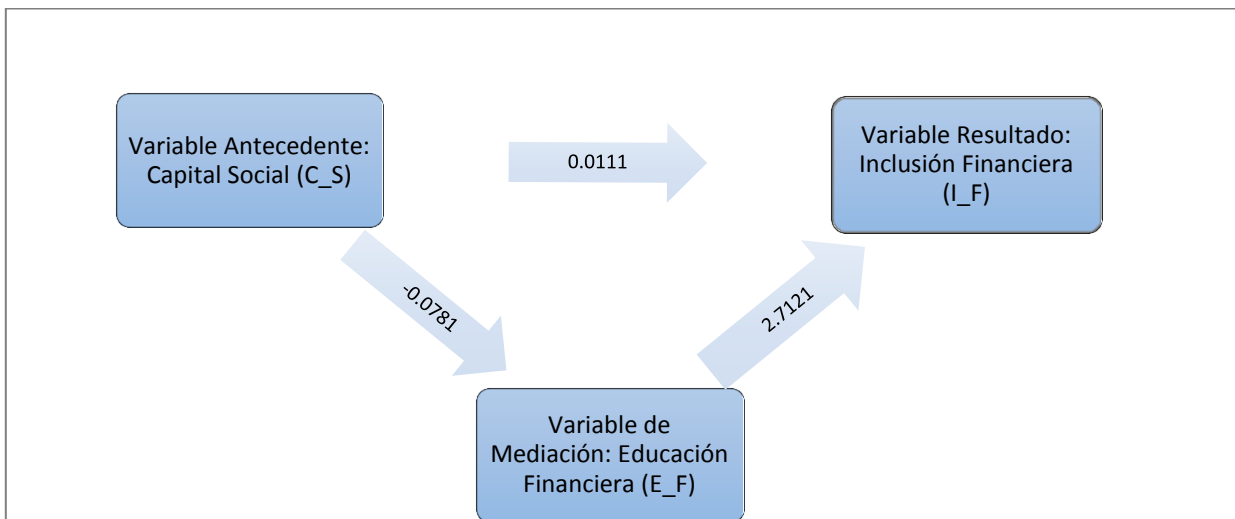 Variable Antecedente:
Capital Social (C_S)
0.0111
Variable Resultado:
Inclusión Financiera
(I_F)
-0.0781
2.7121
Variable de
Mediación: Educación
Financiera (E_F)